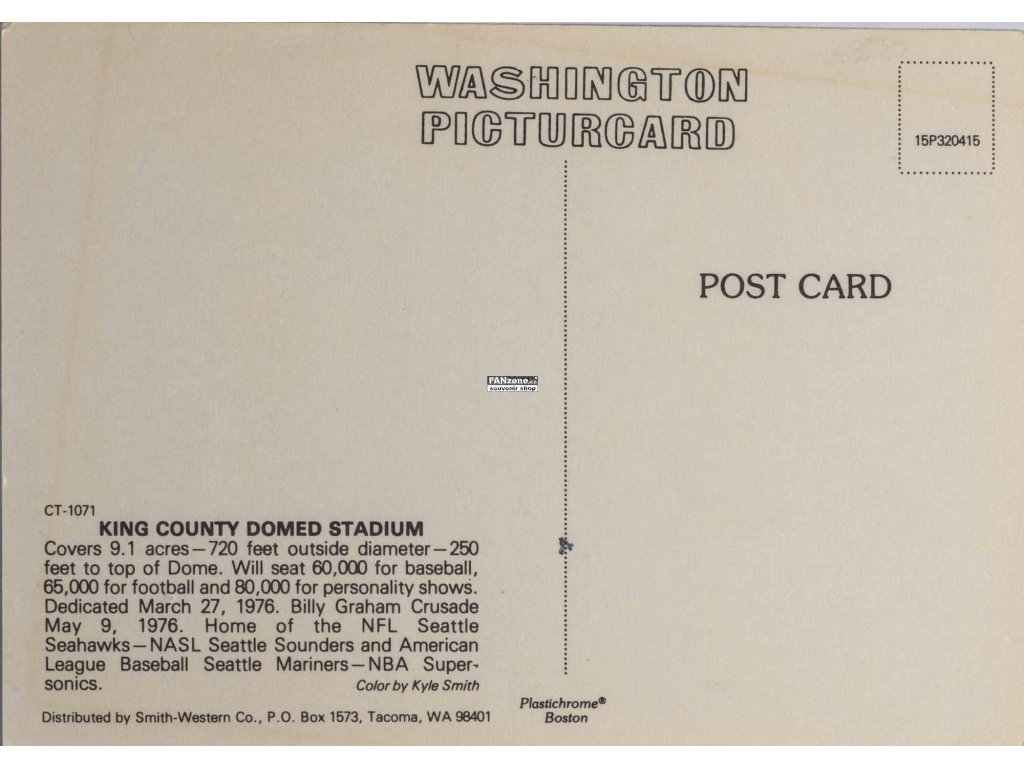 WASHINGTON
PICTURCARD
15P320415
POST CARD
FANzone.cz
souvenir shop
CT-1071
KING COUNTY DOMED STADIUM
Covers 9.1 acres—720 feet outside diameter—250
feet to top of Dome. Will seat 60,000 for baseball,
65,000 for football and 80,000 for personality shows.
Dedicated March 27, 1976. Billy Graham Crusade
May 9, 1976. Home of the NFL Seattle
Seahawks—NASL Seattle Sounders and American
League Baseball Seattle Mariners—NBA Super-
sonics.
Color by Kyle Smith
Distributed by Smith-Western Co., P.O. Box 1573, Tacoma, WA 98401
Plastichrome®
Boston